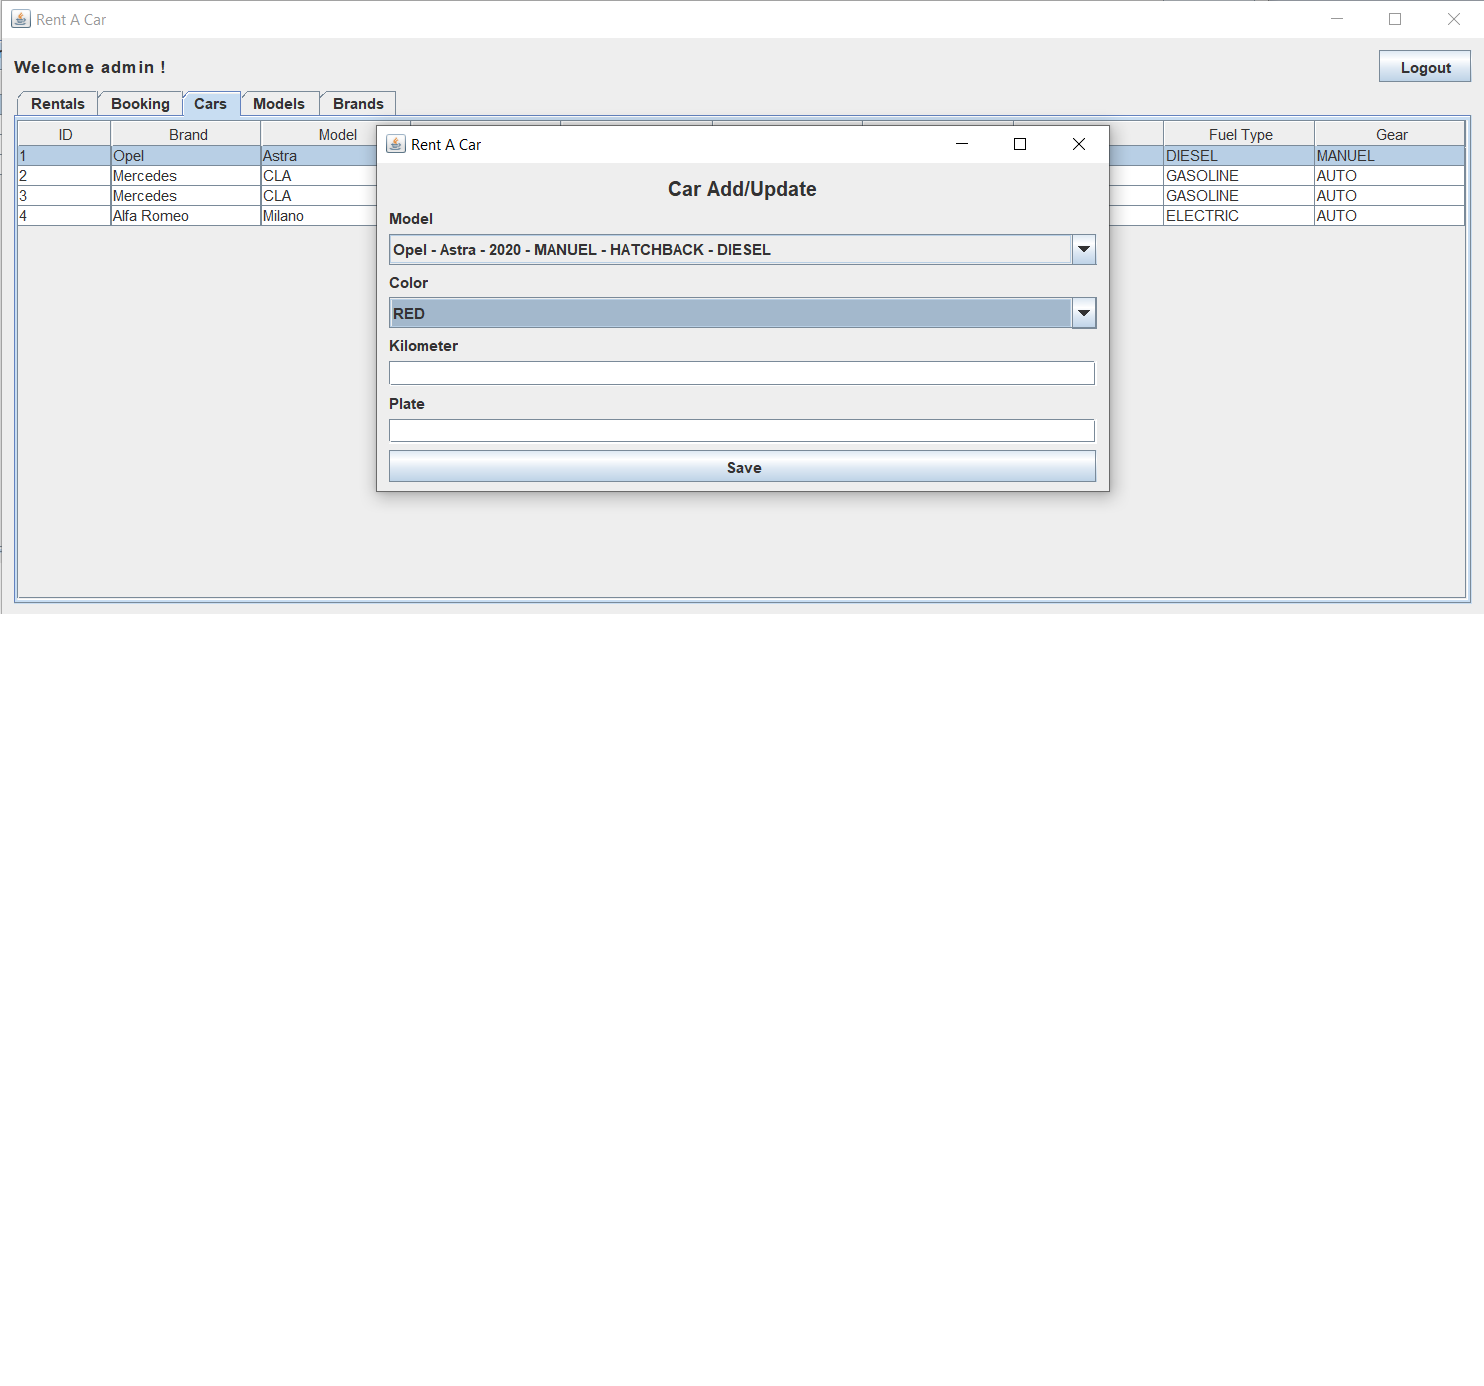 Rent A Car
Welcome admin !
Logout
Rentals Booking Cars Models Brands
ID Brand Model Fuel Type Gear
1 Opel Astra DIESEL MANUEL
2 Mercedes CLA GASOLINE AUTO
3 Mercedes CLA GASOLINE AUTO
4 Alfa Romeo Milano ELECTRIC AUTO
Rent A Car
Car Add/Update
Model
Opel - Astra - 2020 - MANUEL - HATCHBACK - DIESEL
Color
RED
Kilometer
Plate
Save